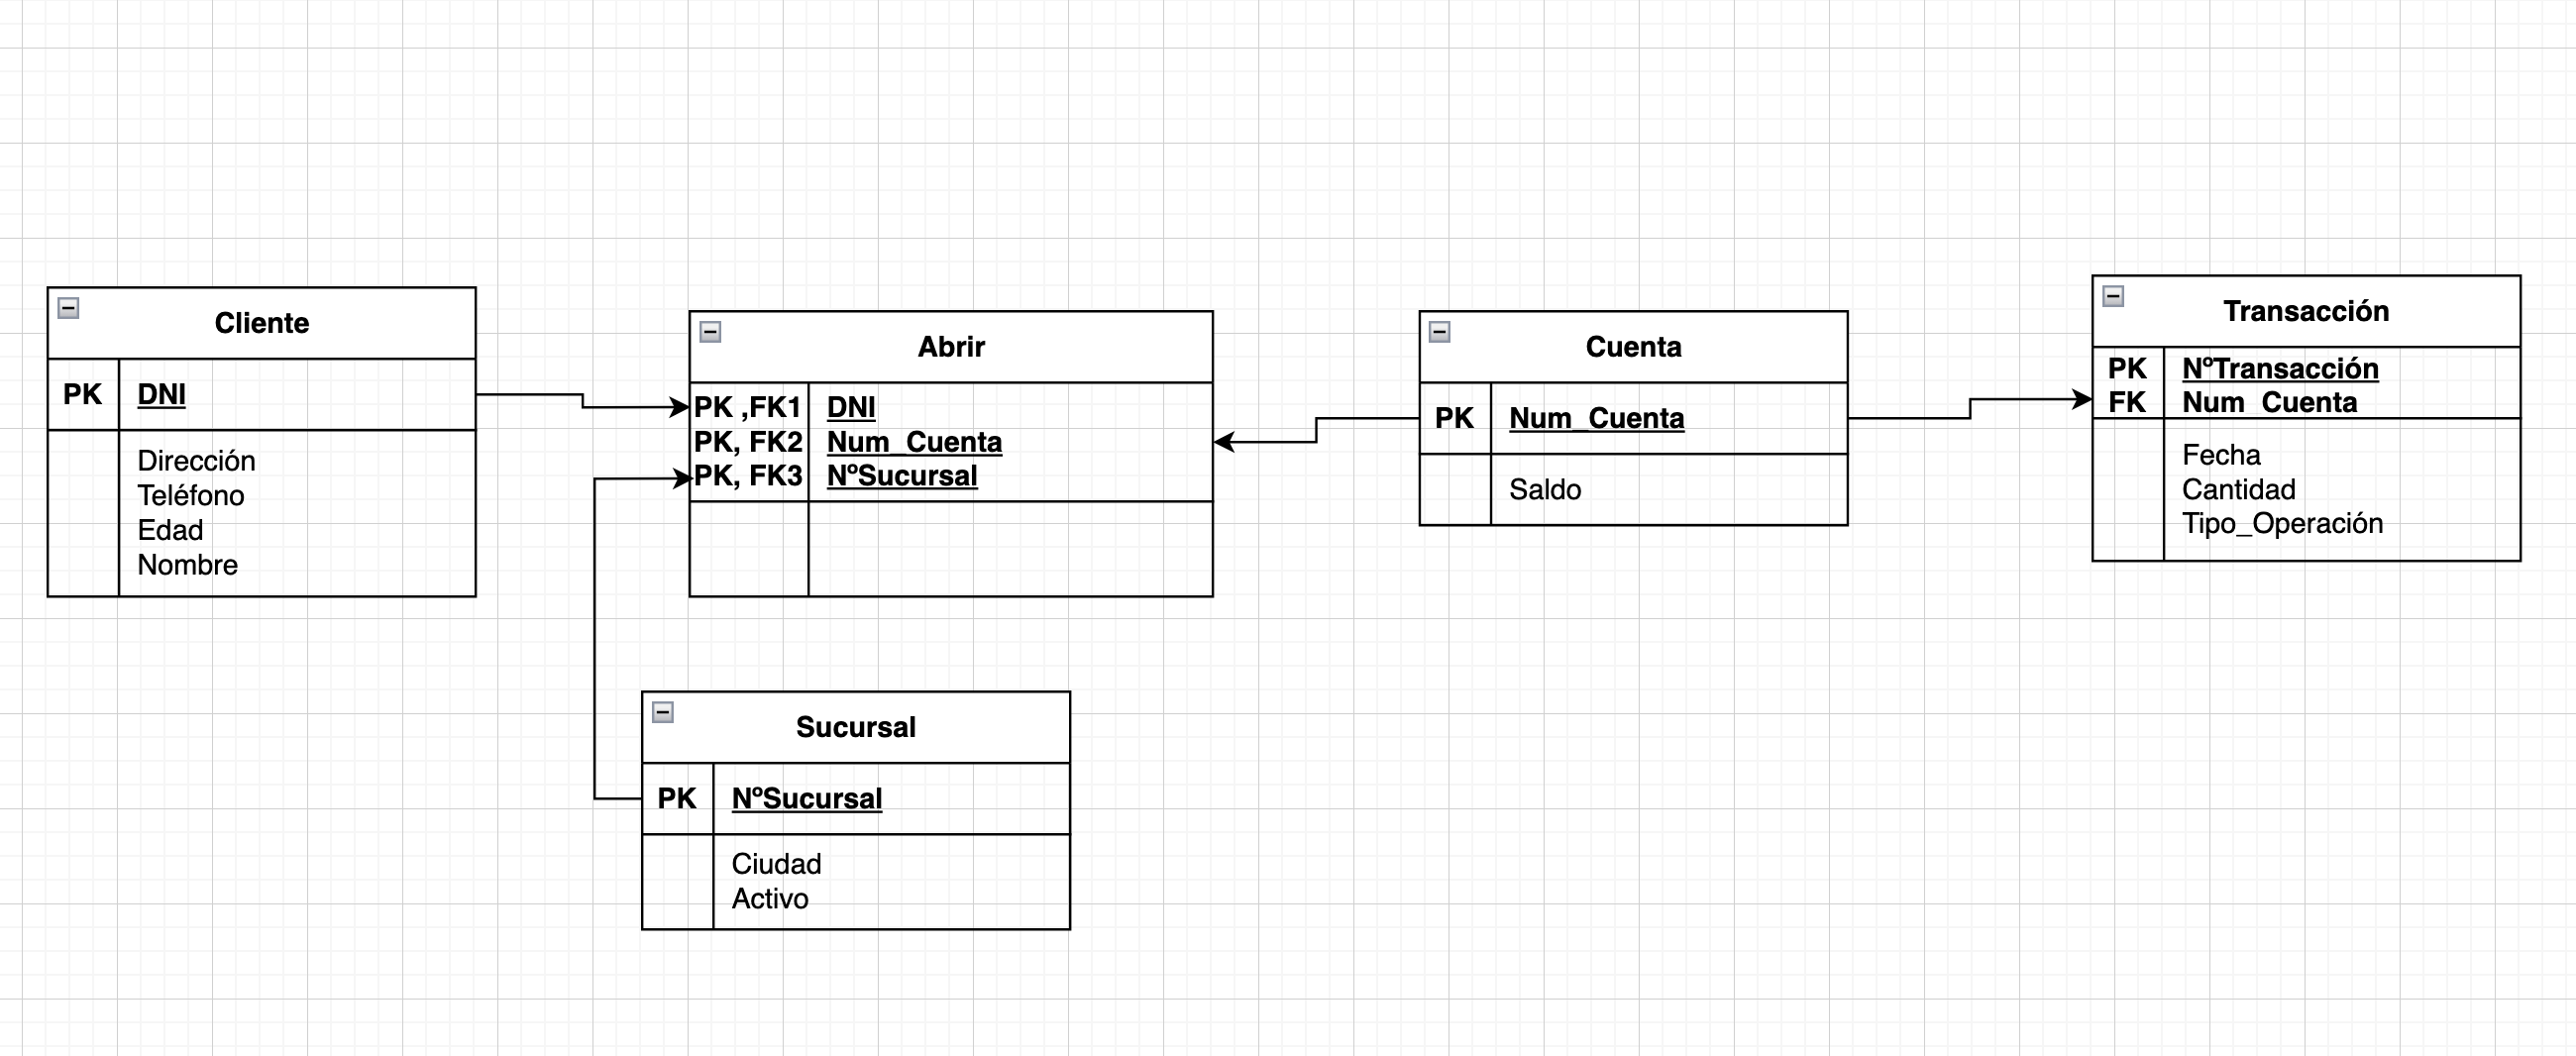 Cliente
PK DNI
Dirección
Teléfono
Edad
Nombre
Abrir
PK ,FK1 DNI
PK, FK2 Num_Cuenta
PK, FK3 NºSucursal
Cuenta
PK Num_Cuenta
Saldo
Transacción
PK NºTransacción
FK Num_Cuenta
Fecha
Cantidad
Tipo_Operación
Sucursal
PK NºSucursal
Ciudad
Activo